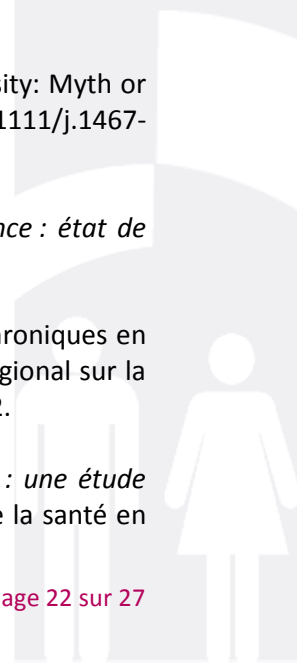 sity: Myth or
1111/j.1467-
nce : état de
hroniques en
gional sur la
2.
: une étude
e la santé en
age 22 sur 27